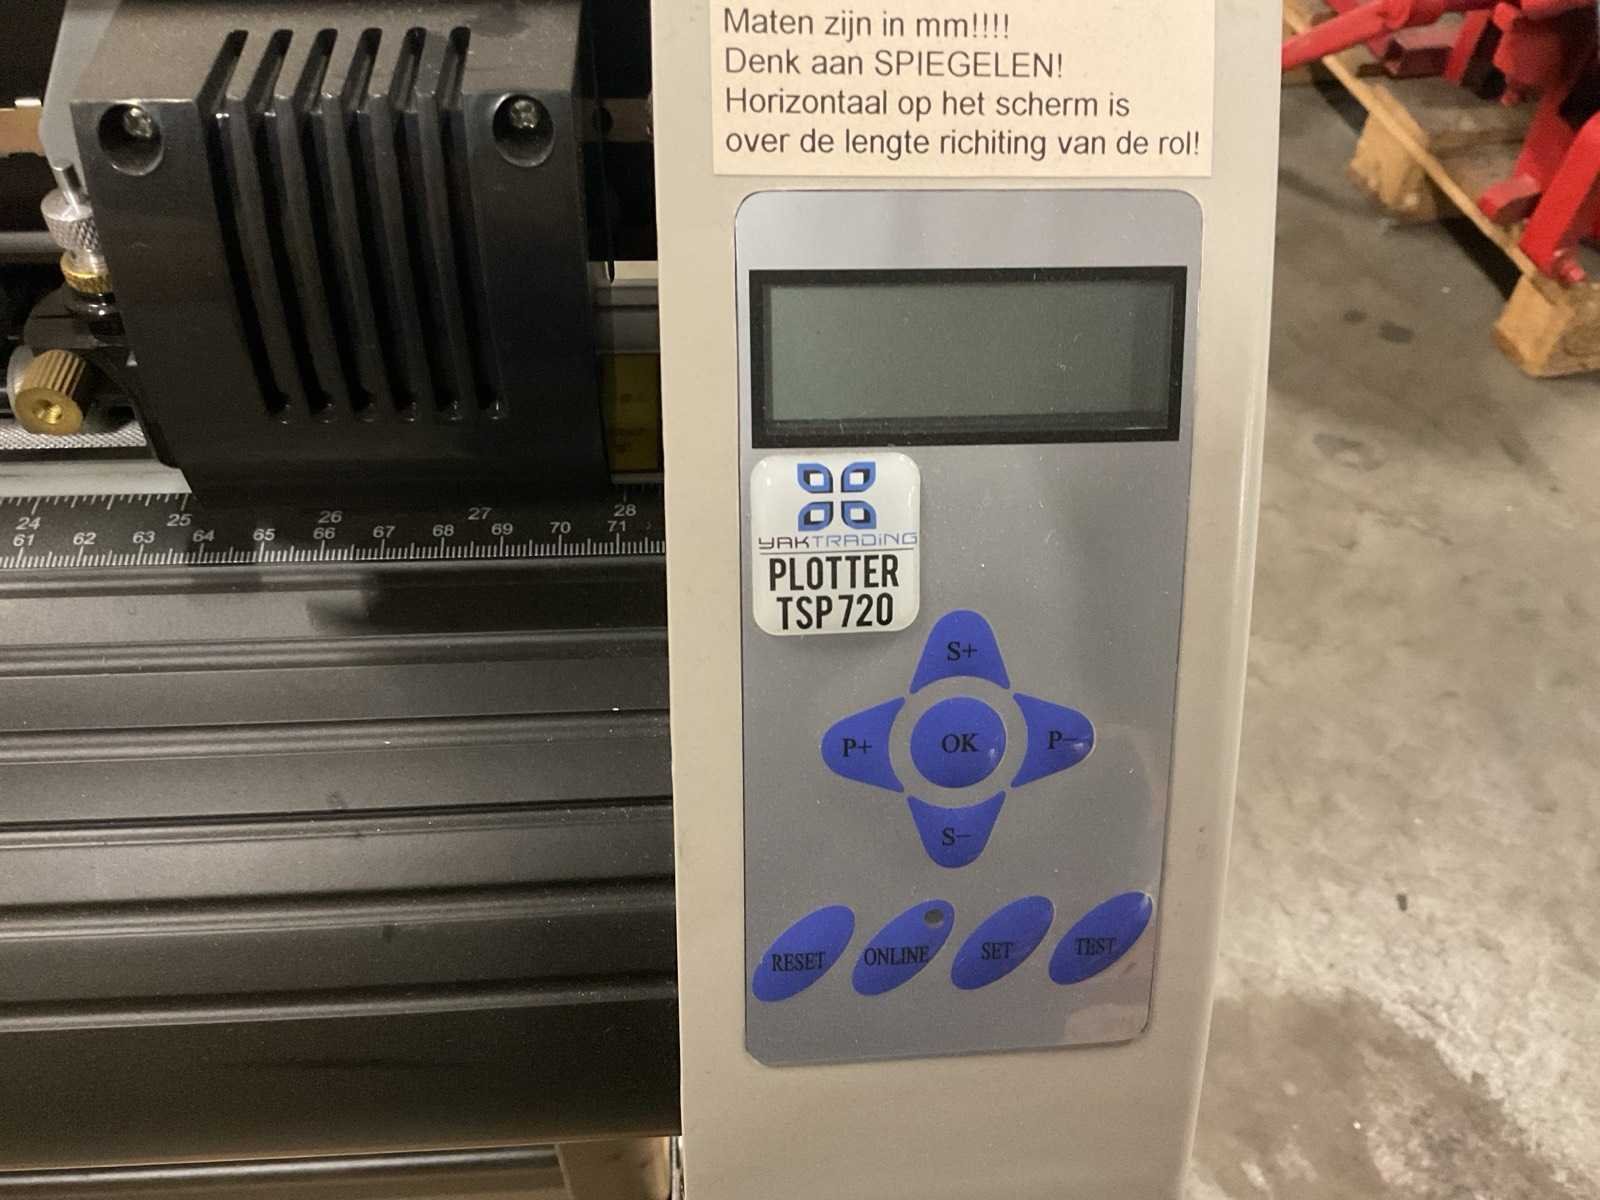 Maten zijn in mm!!!!
Denk aan SPIEGELEN!
Horizontaal op het scherm is
over de lengte richiting van de rol!
YAKTRADING
PLOTTER
TSP 720
S+
P+ OK P-
S-
RESET ONLINE SET TEST
24 25 26 27 28
61 62 63 64 65 66 67 68 69 70 71